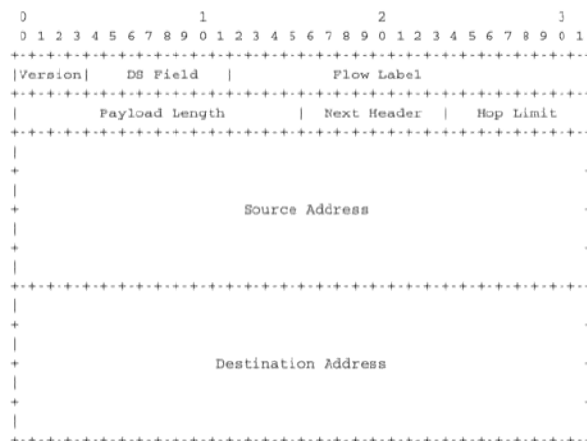 0 1 2 3
0 1 2 3 4 5 6 7 8 9 0 1 2 3 4 5 6 7 8 9 0 1 2 3 4 5 6 7 8 9 0 1
+-+-+-+-+-+-+-+-+-+-+-+-+-+-+-+-+-+-+-+-+-+-+-+-+-+-+-+-+-+-+-+-
|Version| DS Field | Flow Label
+-+-+-+-+-+-+-+-+-+-+-+-+-+-+-+-+-+-+-+-+-+-+-+-+-+-+-+-+-+-+-+-
| Payload Length | Next Header | Hop Limit
+-+-+-+-+-+-+-+-+-+-+-+-+-+-+-+-+-+-+-+-+-+-+-+-+-+-+-+-+-+-+-+-
|
+ -
|
+ Source Address -
|
+ -
|
+-+-+-+-+-+-+-+-+-+-+-+-+-+-+-+-+-+-+-+-+-+-+-+-+-+-+-+-+-+-+-+-
|
+ -
|
+ Destination Address -
|
+ -
|
+-+-+-+-+-+-+-+-+-+-+-+-+-+-+-+-+-+-+-+-+-+-+-+-+-+-+-+-+-+-+-+-